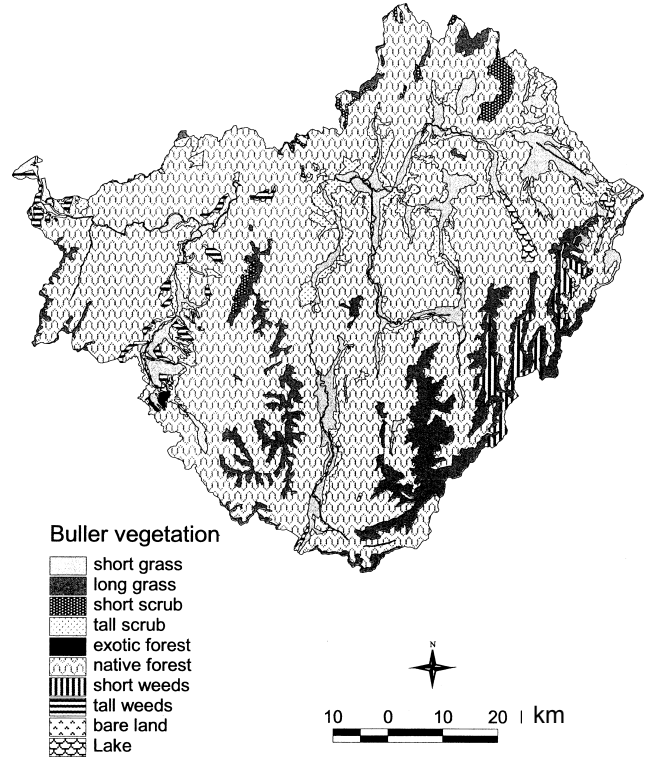 Buller vegetation
short grass
long grass
short scrub
tall scrub
exotic forest
native forest
short weeds
tall weeds
bare land
Lake
N
10 0 10 20 km